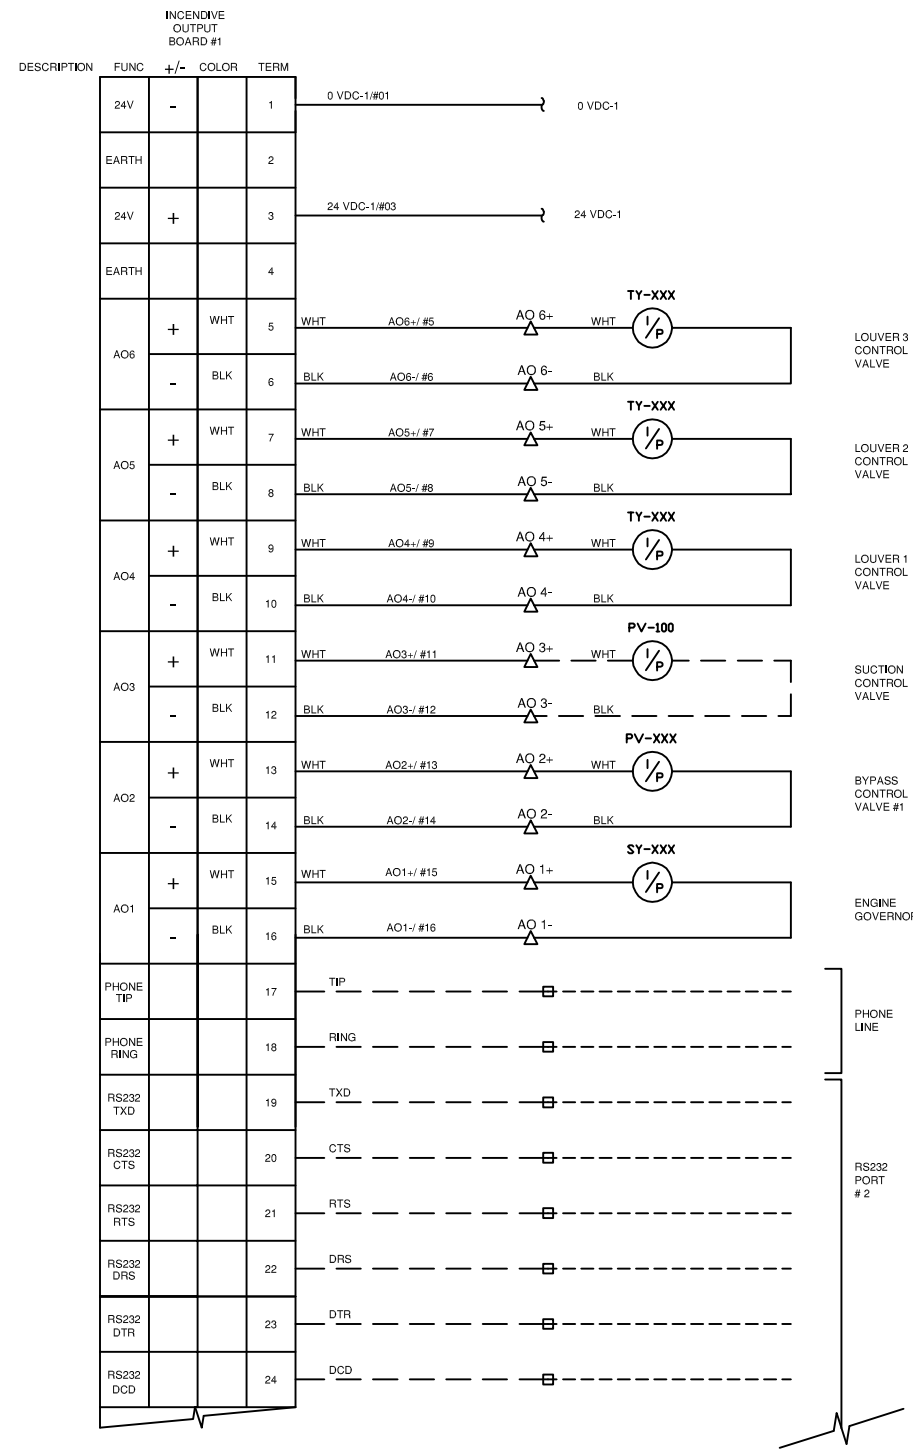 INCENDIVE
OUTPUT
BOARD #1
DESCRIPTION FUNC +/- COLOR TERM
24V - 1 0 VDC-1/#01 0 VDC-1
EARTH 2
24V + 3 24 VDC-1/#03 24 VDC-1
EARTH 4
TY-XXX
AO6 + WHT 5 WHT AO6+/ #5 AO 6+ WHT I/P
- BLK 6 BLK AO6-/ #6 AO 6- BLK
LOUVER 3
CONTROL
VALVE
TY-XXX
AO5 + WHT 7 WHT AO5+/ #7 AO 5+ WHT I/P
- BLK 8 BLK AO5-/ #8 AO 5- BLK
LOUVER 2
CONTROL
VALVE
TY-XXX
AO4 + WHT 9 WHT AO4+/ #9 AO 4+ WHT I/P
- BLK 10 BLK AO4-/ #10 AO 4- BLK
LOUVER 1
CONTROL
VALVE
PV-100
AO3 + WHT 11 WHT AO3+/ #11 AO 3+ WHT I/P
- BLK 12 BLK AO3-/ #12 AO 3- BLK
SUCTION
CONTROL
VALVE
PV-XXX
AO2 + WHT 13 WHT AO2+/ #13 AO 2+ WHT I/P
- BLK 14 BLK AO2-/ #14 AO 2- BLK
BYPASS
CONTROL
VALVE #1
SY-XXX
AO1 + WHT 15 WHT AO1+/ #15 AO 1+ I/P
- BLK 16 BLK AO1-/ #16 AO 1-
ENGINE
GOVERNOR
PHONE
TIP
17 TIP
PHONE
RING
18 RING
PHONE
LINE
RS232
TXD
19 TXD
RS232
CTS
20 CTS
RS232
PORT
# 2
RS232
RTS
21 RTS
RS232
DRS
22 DRS
RS232
DTR
23 DTR
RS232
DCD
24 DCD